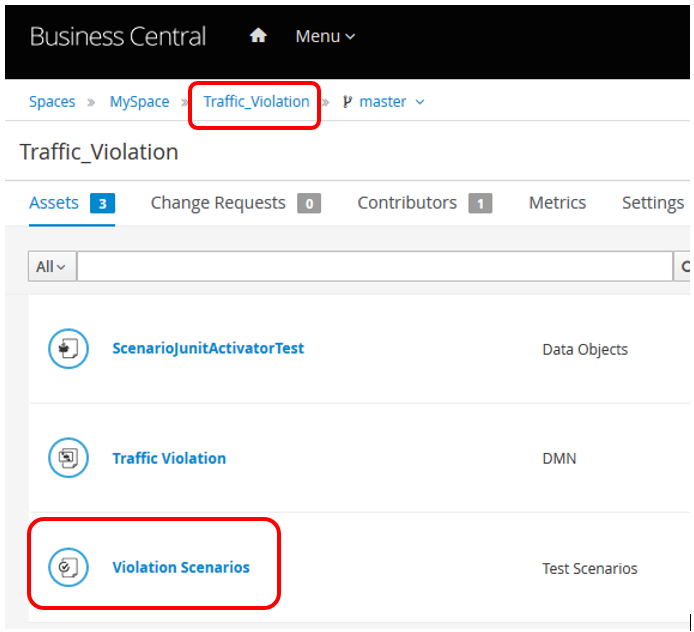 Business Central Menu
Spaces » MySpace » Traffic_Violation » master
Traffic_Violation
Assets 3 Change Requests 0 Contributors 1 Metrics Settings
All
ScenarioJunitActivatorTest Data Objects
Traffic Violation DMN
Violation Scenarios Test Scenarios